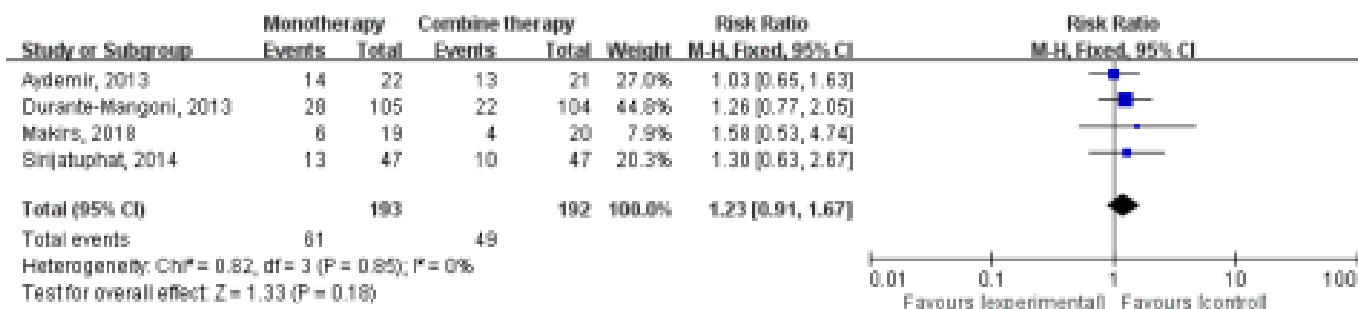 Monotherapy Combine therapy Risk Ratio Risk Ratio
Study or Subgroup Events Total Events Total Weight M-H, Fixed, 95% CI M-H, Fixed, 95% CI
Aydemir, 2013 14 22 13 21 27.0% 1.03 [0.65, 1.63]
Durante-Mangoni, 2013 28 105 22 104 44.8% 1.26 [0.77, 2.05]
Makris, 2018 6 19 4 20 7.9% 1.58 [0.53, 4.74]
Sirijatuphat, 2014 13 47 10 47 20.3% 1.30 [0.63, 2.67]
Total (95% CI) 193 192 100.0% 1.23 [0.91, 1.67]
Total events 61 49
Heterogeneity: Chi² = 0.82, df = 3 (P = 0.85); I² = 0%
Test for overall effect: Z = 1.33 (P = 0.18)
0.01 0.1 1 10 100
Favours [experimental] Favours [control]